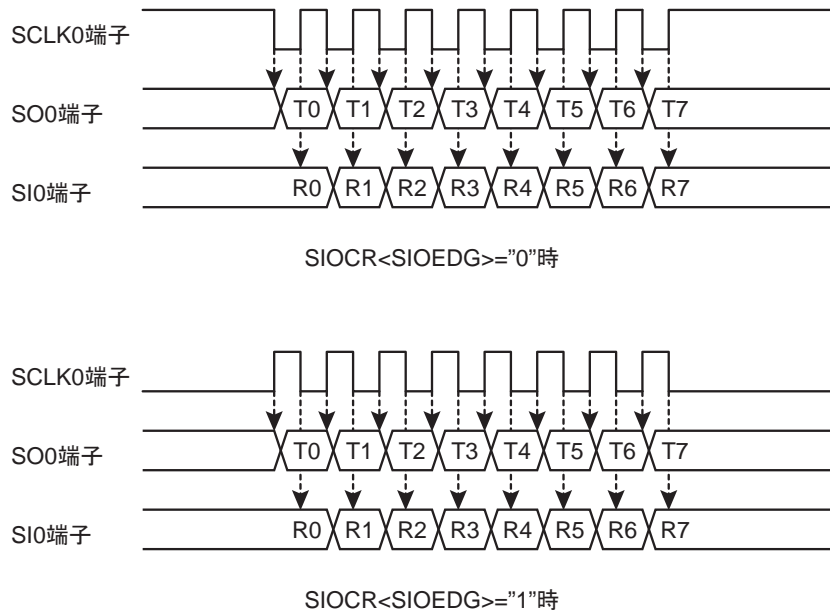 SCLK0端子
SO0端子 T0 T1 T2 T3 T4 T5 T6 T7
SI0端子 R0 R1 R2 R3 R4 R5 R6 R7
SIOCR<SIOEDG>=”0”時
SCLK0端子
SO0端子 T0 T1 T2 T3 T4 T5 T6 T7
SI0端子 R0 R1 R2 R3 R4 R5 R6 R7
SIOCR<SIOEDG>=”1”時